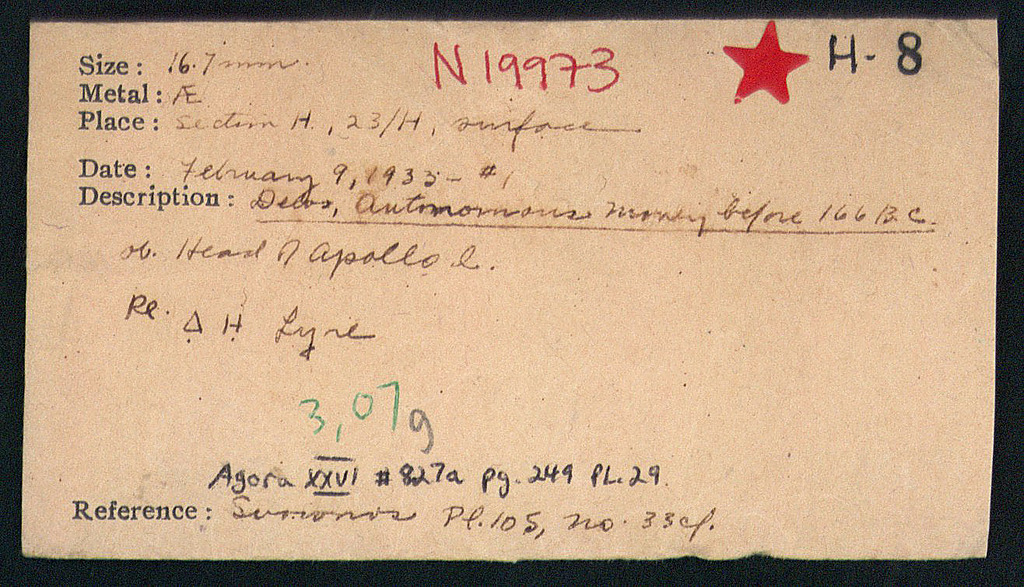 N19973 H-8
Size: 16.7 mm.
Metal: Æ
Place: Section H., 23/H, surface
Date: February 9, 1933 - #1
Description: Delos, Autonomous money before 166 B.C.
ob. Head of Apollo l.
Re.
Δ H Lyre
3,07g
Agora XXVI # 827a pg. 249 PL. 29.
Reference: Svoronos Pl. 105, no. 33 cf.